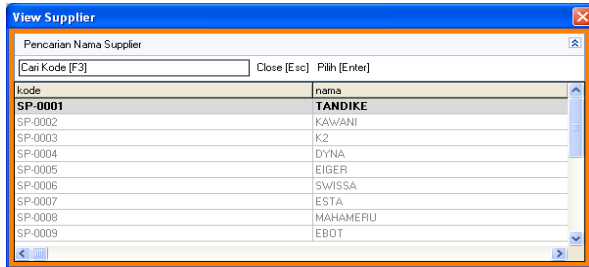 View Supplier
Pencarian Nama Supplier
Cari Kode [F3] Close [Esc] Pilih [Enter]
kode nama
SP-0001 TANDIKE
SP-0002 KAWANI
SP-0003 K2
SP-0004 DYNA
SP-0005 EIGER
SP-0006 SWISSA
SP-0007 ESTA
SP-0008 MAHAMERU
SP-0009 EBOT